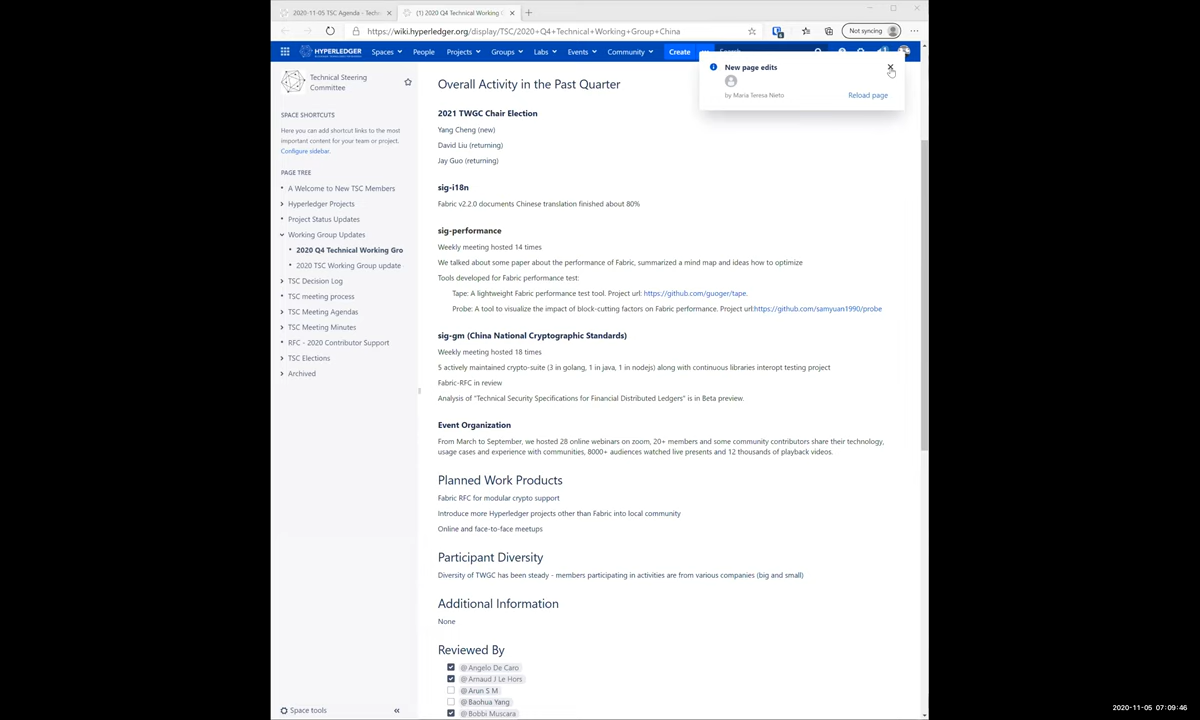 2020-11-05 TSC Agenda - Techn
(1) 2020 Q4 Technical Working G
https://wiki.hyperledger.org/display/TSC/2020+Q4+Technical+Working+Group+China
Not syncing
HYPERLEDGER Spaces People Projects Groups Labs Events Community Create
Technical Steering
Committee
SPACE SHORTCUTS
Here you can add shortcut links to the most
important content for your team or project.
Configure sidebar.
PAGE TREE
A Welcome to New TSC Members
Hyperledger Projects
Project Status Updates
Working Group Updates
2020 Q4 Technical Working Gro
2020 TSC Working Group update
TSC Decision Log
TSC meeting process
TSC Meeting Agendas
TSC Meeting Minutes
RFC - 2020 Contributor Support
TSC Elections
Archived
Space tools
New page edits
by Maria Teresa Nieto
Reload page
Overall Activity in the Past Quarter
2021 TWGC Chair Election
Yang Cheng (new)
David Liu (returning)
Jay Guo (returning)
sig-i18n
Fabric v2.2.0 documents Chinese translation finished about 80%
sig-performance
Weekly meeting hosted 14 times
We talked about some paper about the performance of Fabric, summarized a mind map and ideas how to optimize
Tools developed for Fabric performance test:
Tape: A lightweight Fabric performance test tool. Project url: https://github.com/guoger/tape.
Probe: A tool to visualize the impact of block-cutting factors on Fabric performance. Project url:https://github.com/samyuan1990/probe
sig-gm (China National Cryptographic Standards)
Weekly meeting hosted 18 times
5 actively maintained crypto-suite (3 in golang, 1 in java, 1 in nodejs) along with continuous libraries interopt testing project
Fabric-RFC in review
Analysis of "Technical Security Specifications for Financial Distributed Ledgers" is in Beta preview.
Event Organization
From March to September, we hosted 28 online webinars on zoom, 20+ members and some community contributors share their technology,
usage cases and experience with communities, 8000+ audiences watched live presents and 12 thousands of playback videos.
Planned Work Products
Fabric RFC for modular crypto support
Introduce more Hyperledger projects other than Fabric into local community
Online and face-to-face meetups
Participant Diversity
Diversity of TWGC has been steady - members participating in activities are from various companies (big and small)
Additional Information
None
Reviewed By
@Angelo De Caro
@Arnaud J Le Hors
@Arun S M
@Baohua Yang
@Bobbi Muscara
2020-11-05 07:09:46